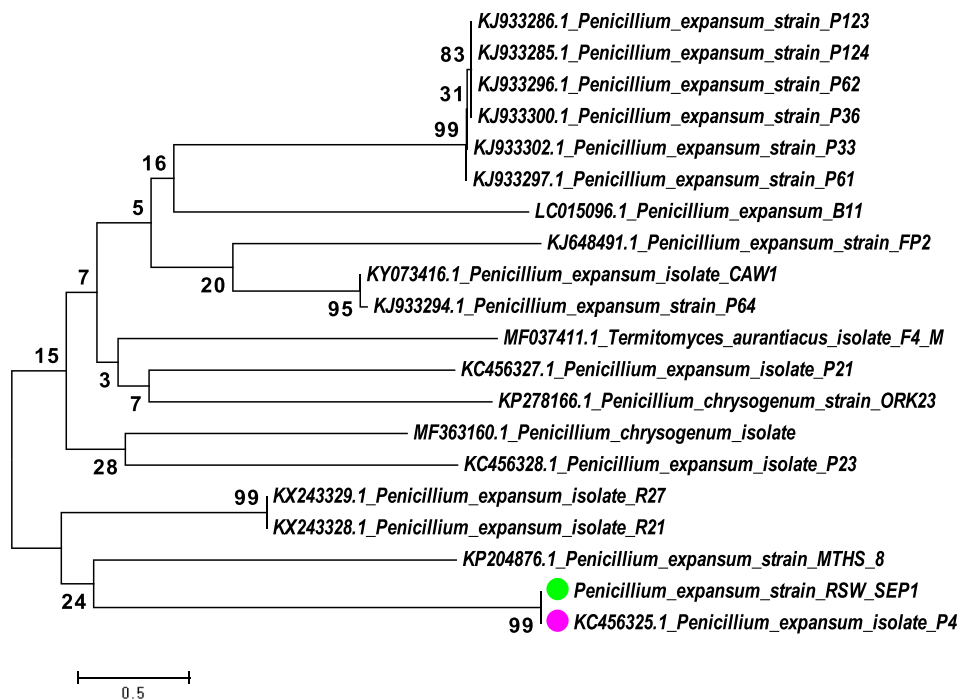 KJ933286.1_Penicillium_expansum_strain_P123
KJ933285.1_Penicillium_expansum_strain_P124
83
KJ933296.1_Penicillium_expansum_strain_P62
31
KJ933300.1_Penicillium_expansum_strain_P36
99
KJ933302.1_Penicillium_expansum_strain_P33
16
KJ933297.1_Penicillium_expansum_strain_P61
5
LC015096.1_Penicillium_expansum_B11
KJ648491.1_Penicillium_expansum_strain_FP2
7
KY073416.1_Penicillium_expansum_isolate_CAW1
20
KJ933294.1_Penicillium_expansum_strain_P64
95
MF037411.1_Termitomyces_aurantiacus_isolate_F4_M
15
KC456327.1_Penicillium_expansum_isolate_P21
3
KP278166.1_Penicillium_chrysogenum_strain_ORK23
7
MF363160.1_Penicillium_chrysogenum_isolate
KC456328.1_Penicillium_expansum_isolate_P23
28
99
KX243329.1_Penicillium_expansum_isolate_R27
KX243328.1_Penicillium_expansum_isolate_R21
KP204876.1_Penicillium_expansum_strain_MTHS_8
Penicillium_expansum_strain_RSW_SEP1
24
KC456325.1_Penicillium_expansum_isolate_P4
99
0.5